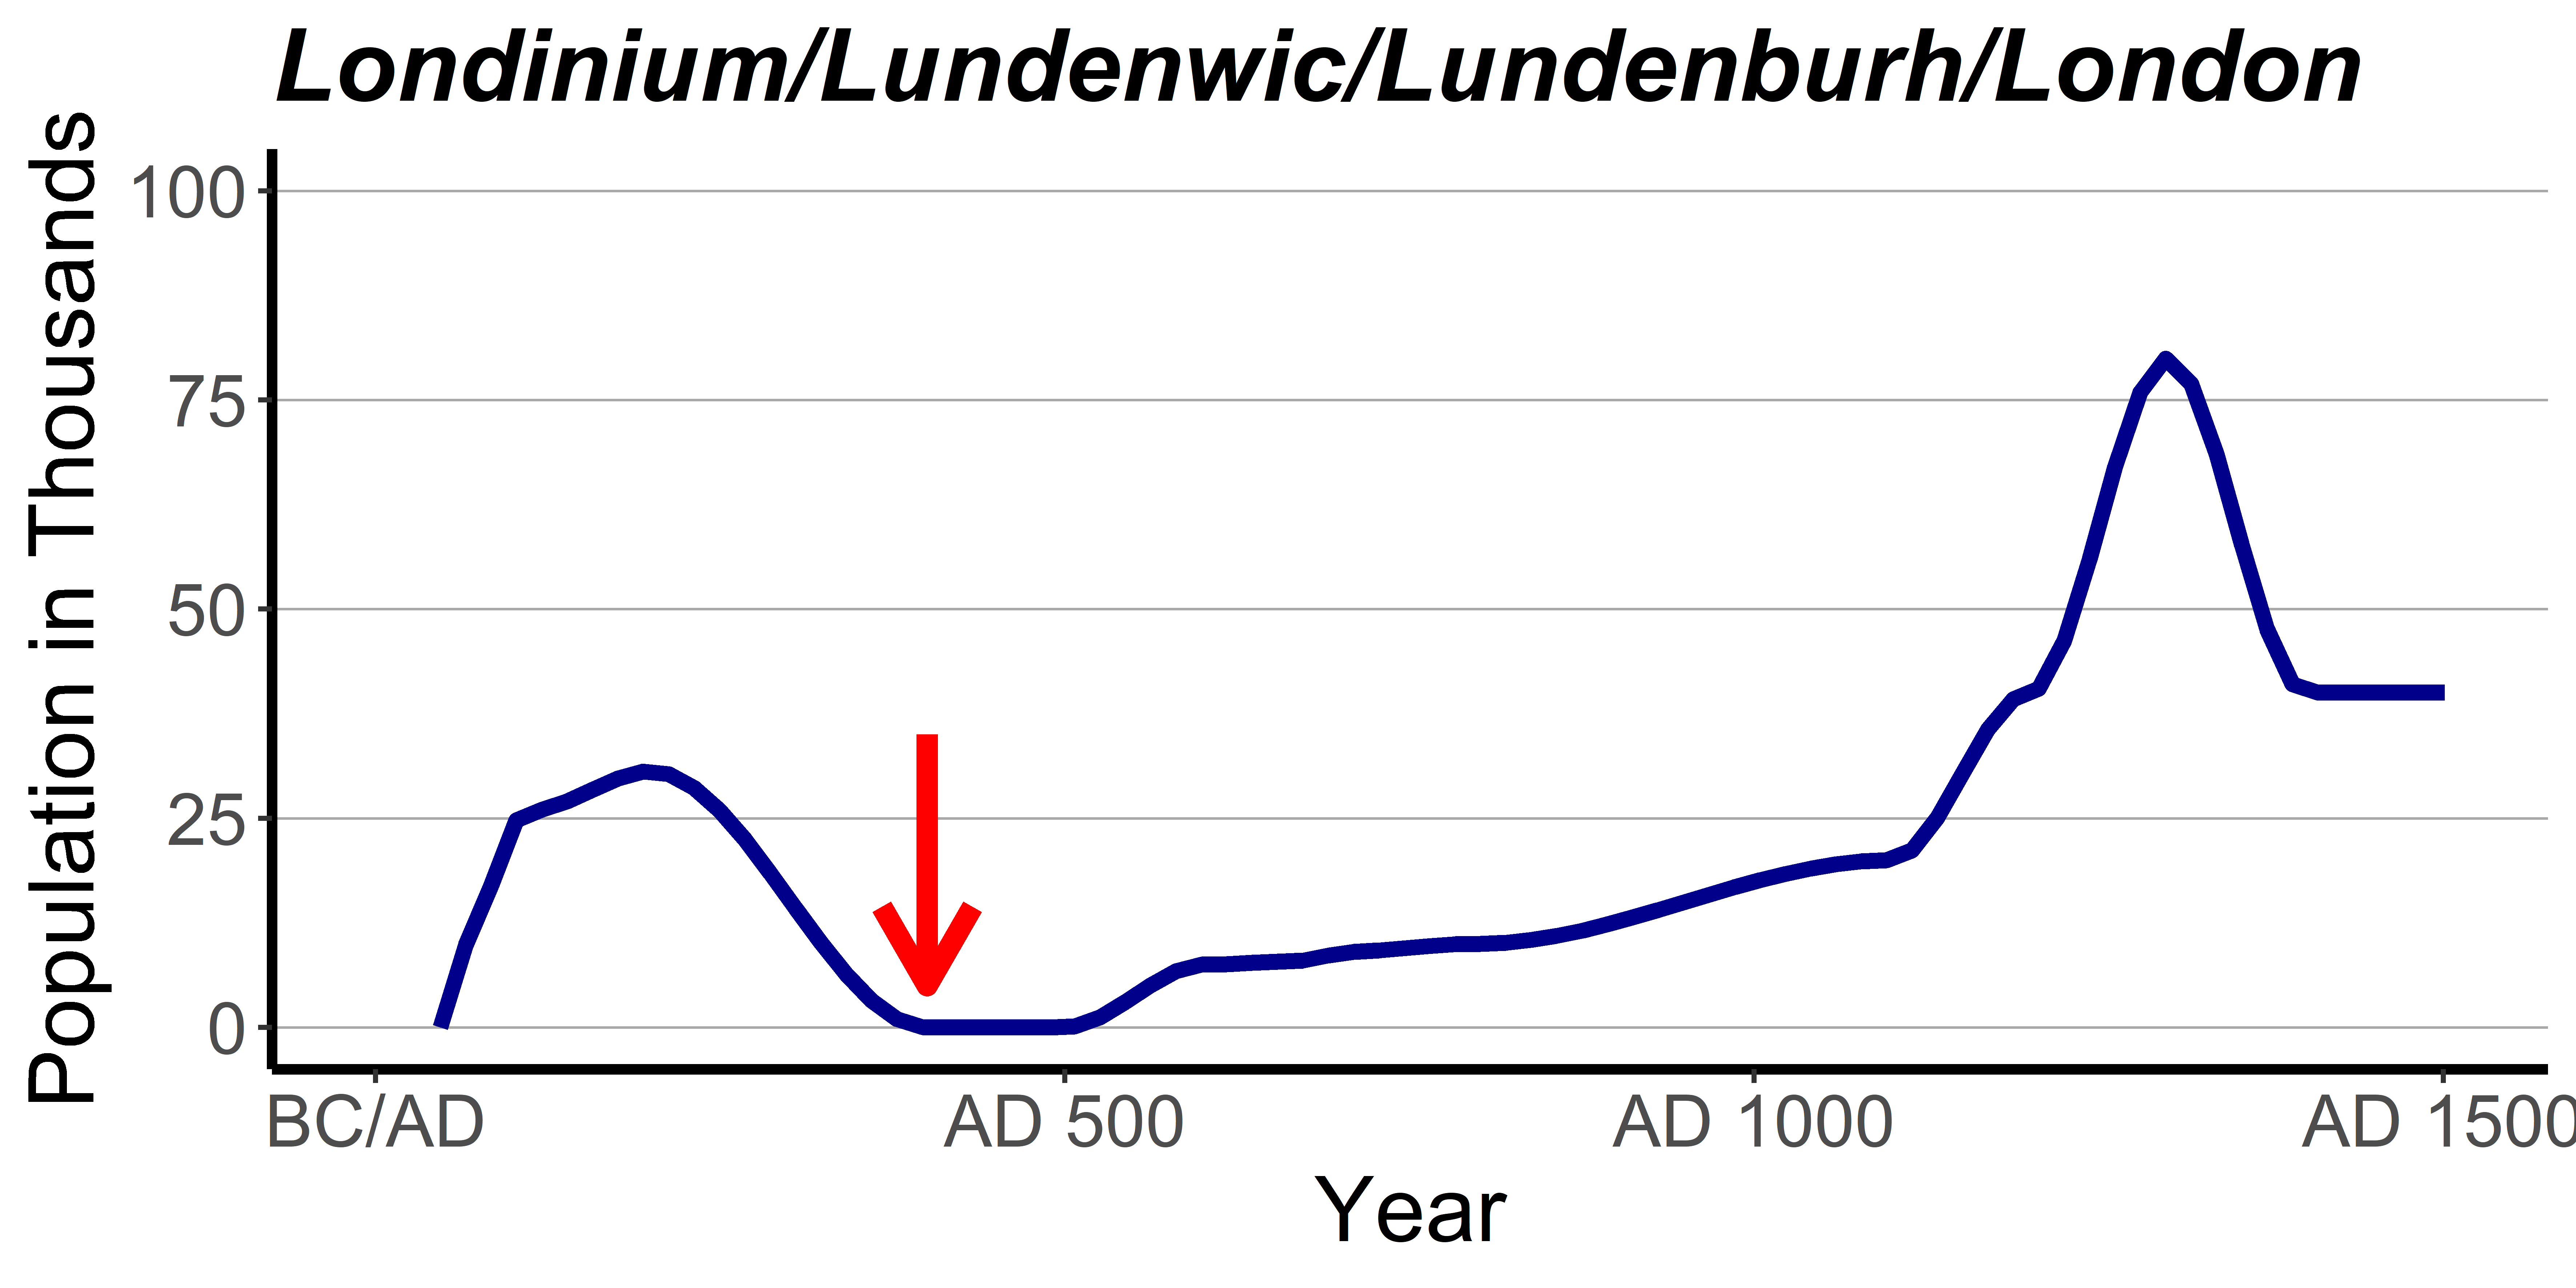 Londinium/Lundenwic/Lundenburh/London
Population in Thousands
100
75
50
25
0
BC/AD
AD 500
AD 1000
AD 1500
Year